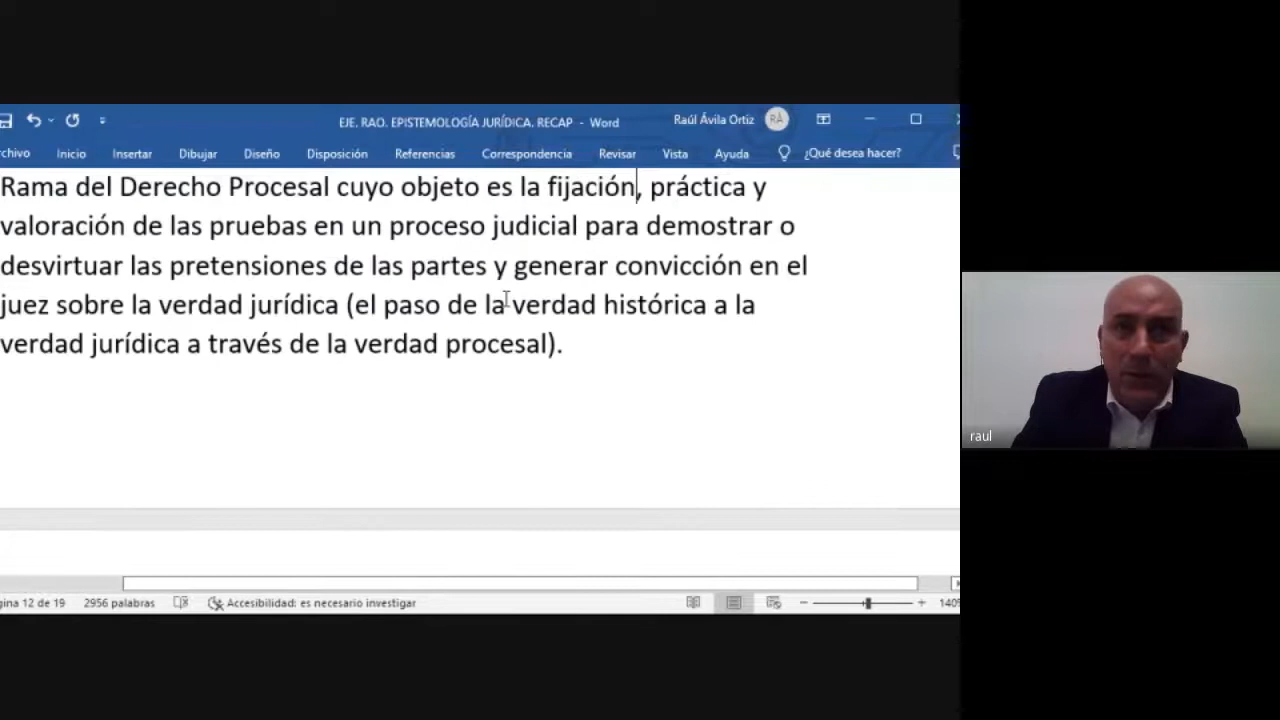 EJE. RAO. EPISTEMOLOGÍA JURÍDICA. RECAP - Word
Raúl Ávila Ortiz RÁ
rchivo Inicio Insertar Dibujar Diseño Disposición Referencias Correspondencia Revisar Vista Ayuda ¿Qué desea hacer?
Rama del Derecho Procesal cuyo objeto es la fijación, práctica y
valoración de las pruebas en un proceso judicial para demostrar o
desvirtuar las pretensiones de las partes y generar convicción en el
juez sobre la verdad jurídica (el paso de la verdad histórica a la
verdad jurídica a través de la verdad procesal).
raul
gina 12 de 19 2956 palabras Accesibilidad: es necesario investigar 140